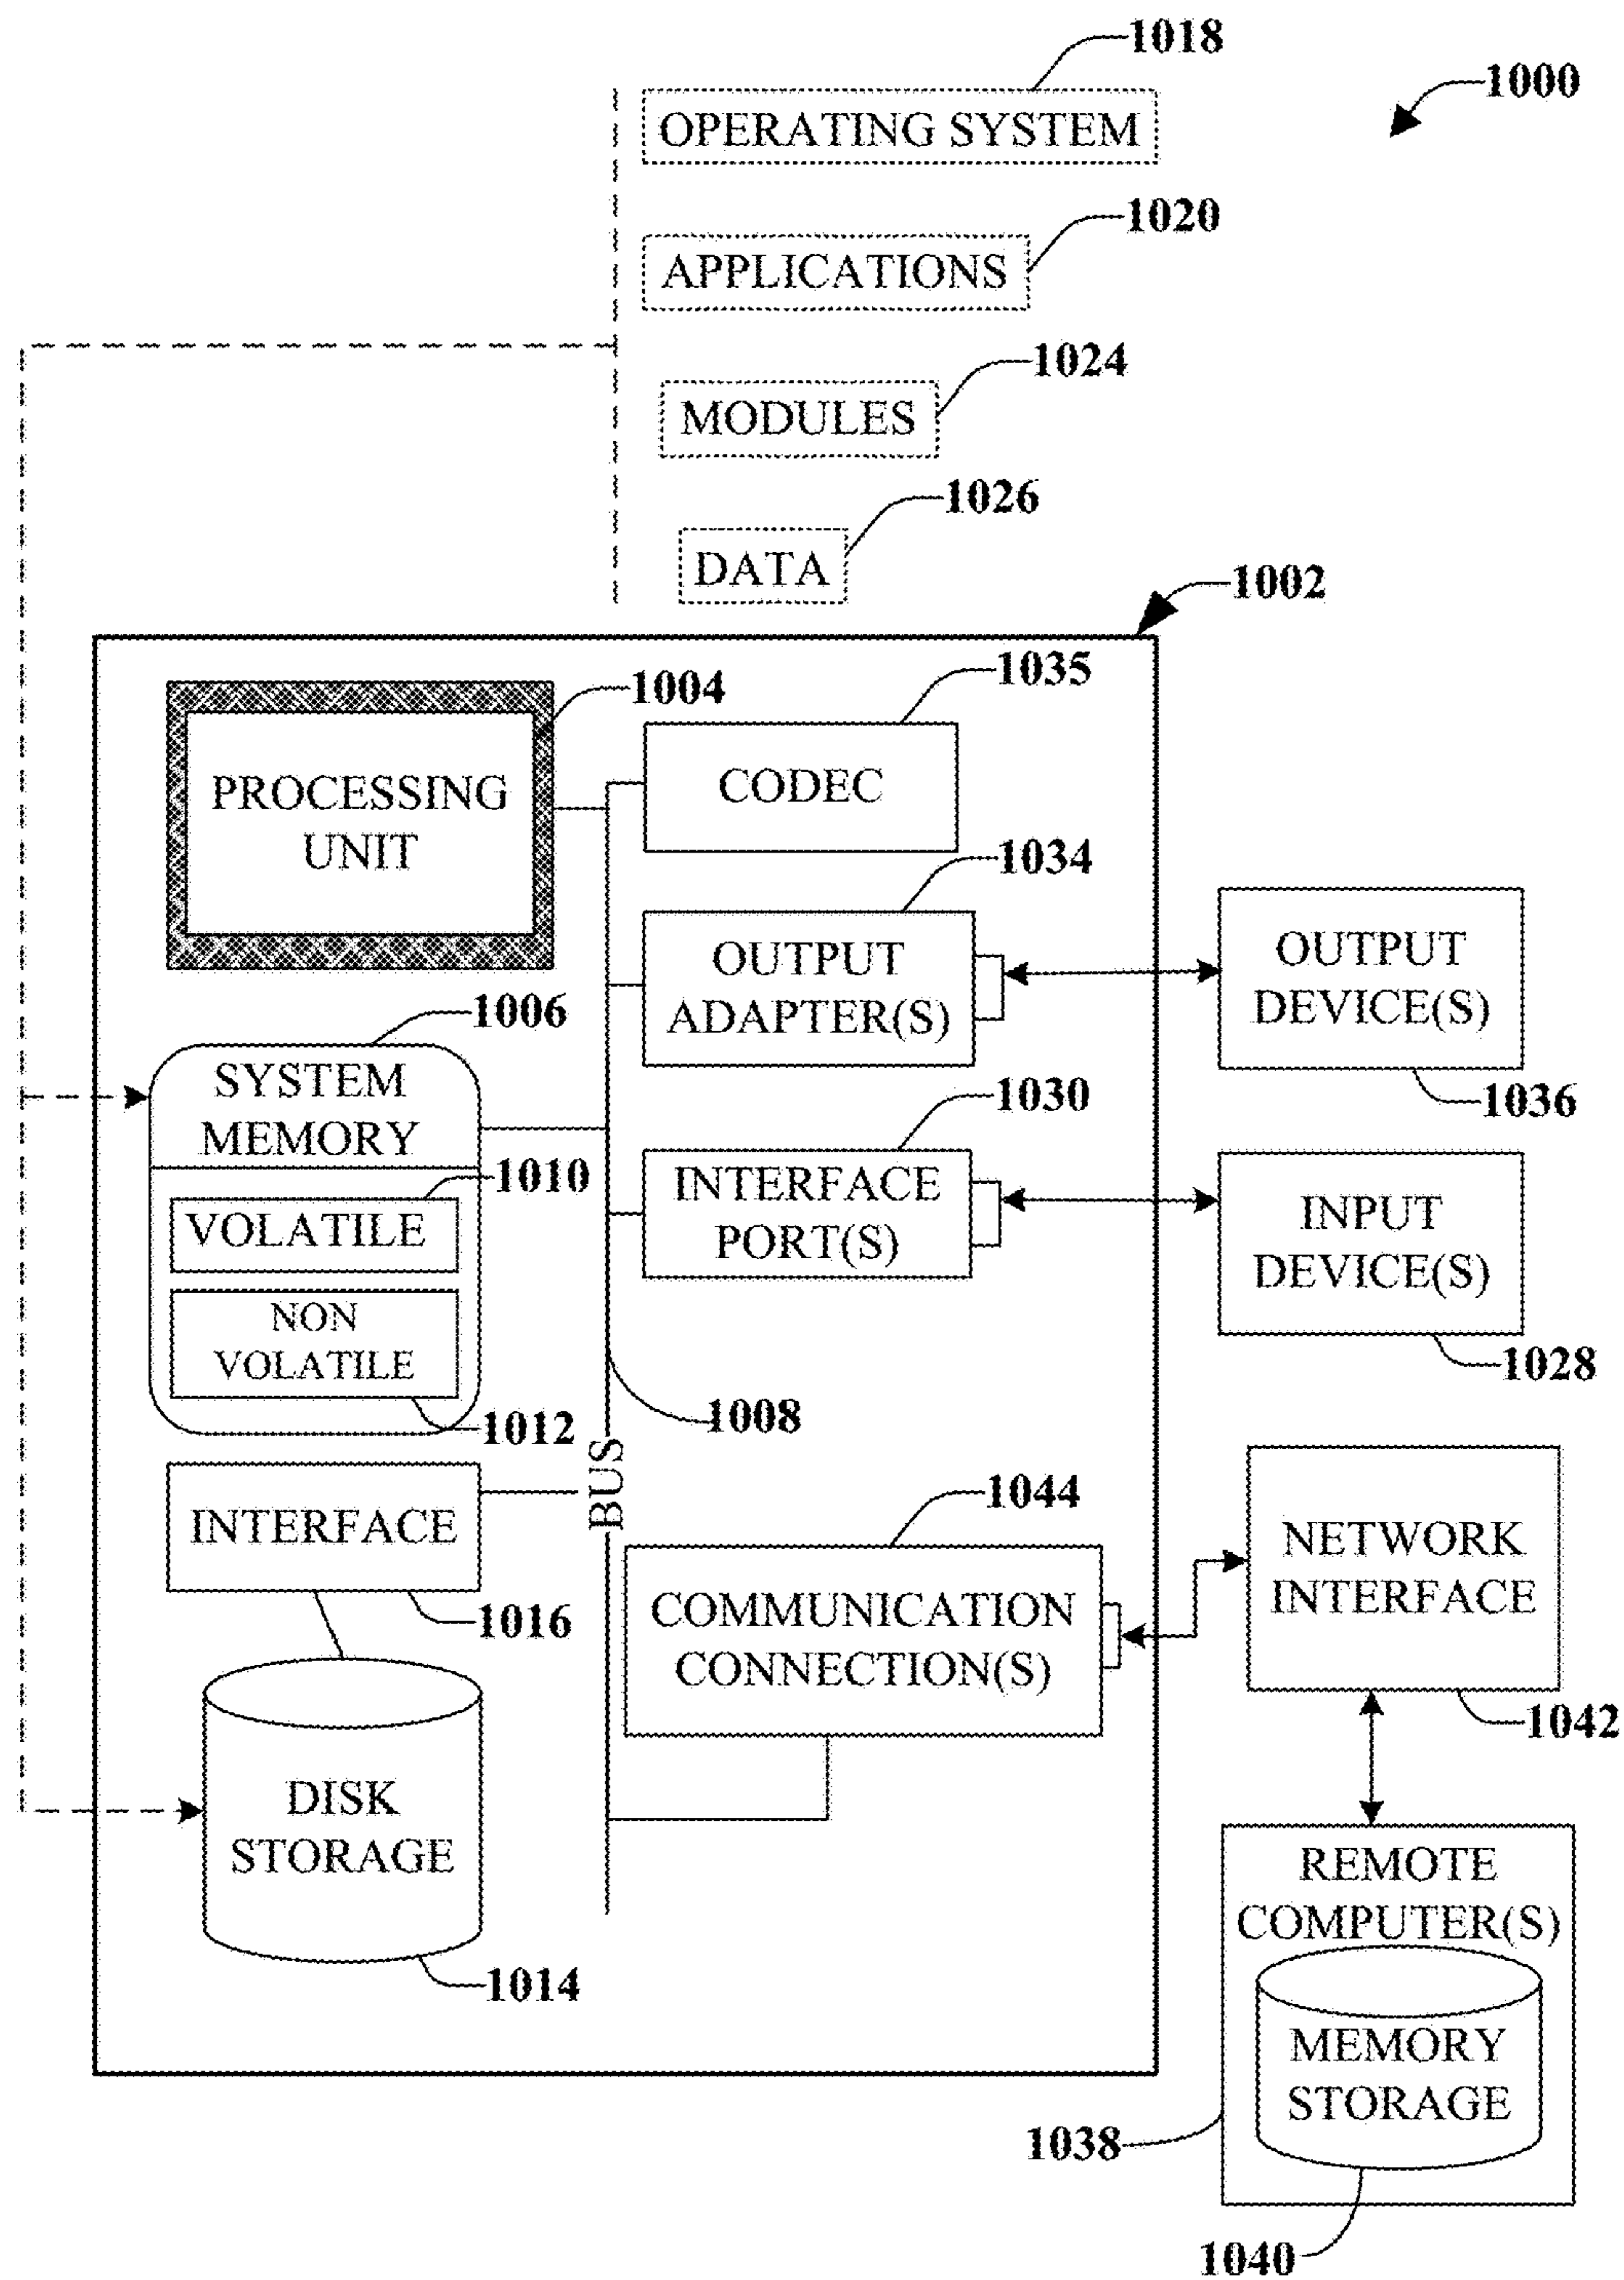 1018
1000
OPERATING SYSTEM
1020
APPLICATIONS
1024
MODULES
1026
DATA
1002
1035
1004
CODEC
PROCESSING
UNIT
1034
OUTPUT
ADAPTER(S)
OUTPUT
DEVICE(S)
1036
1006
SYSTEM
MEMORY
1030
1010
VOLATILE
INTERFACE
PORT(S)
INPUT
DEVICE(S)
1028
NON
VOLATILE
1012
1008
BUS
INTERFACE
1016
1044
COMMUNICATION
CONNECTION(S)
NETWORK
INTERFACE
1042
DISK
STORAGE
1014
REMOTE
COMPUTER(S)
MEMORY
STORAGE
1038
1040